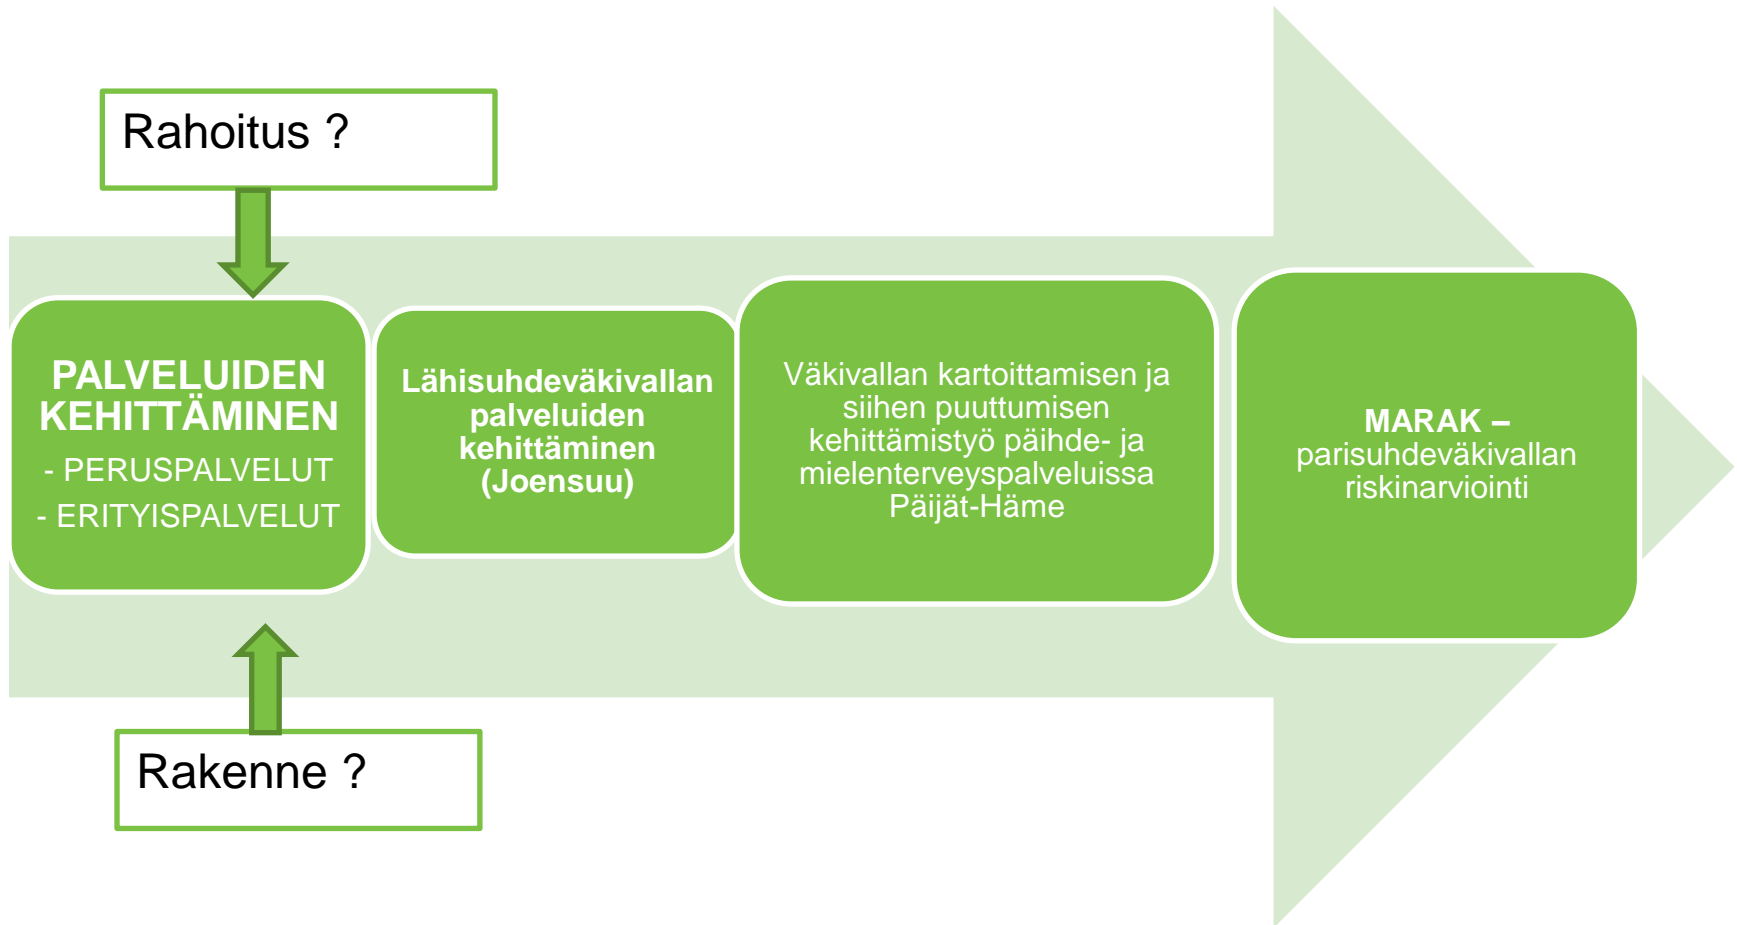 Rahoitus ?
PALVELUIDEN
KEHITTÄMINEN
- PERUSPALVELUT
- ERITYISPALVELUT
Lähisuhdeväkivallan
palveluiden
kehittäminen
(Joensuu)
Väkivallan kartoittamisen ja
siihen puuttumisen
kehittämistyö päihde- ja
mielenterveyspalveluissa
Päijät-Häme
MARAK –
parisuhdeväkivallan
riskinarviointi
Rakenne ?